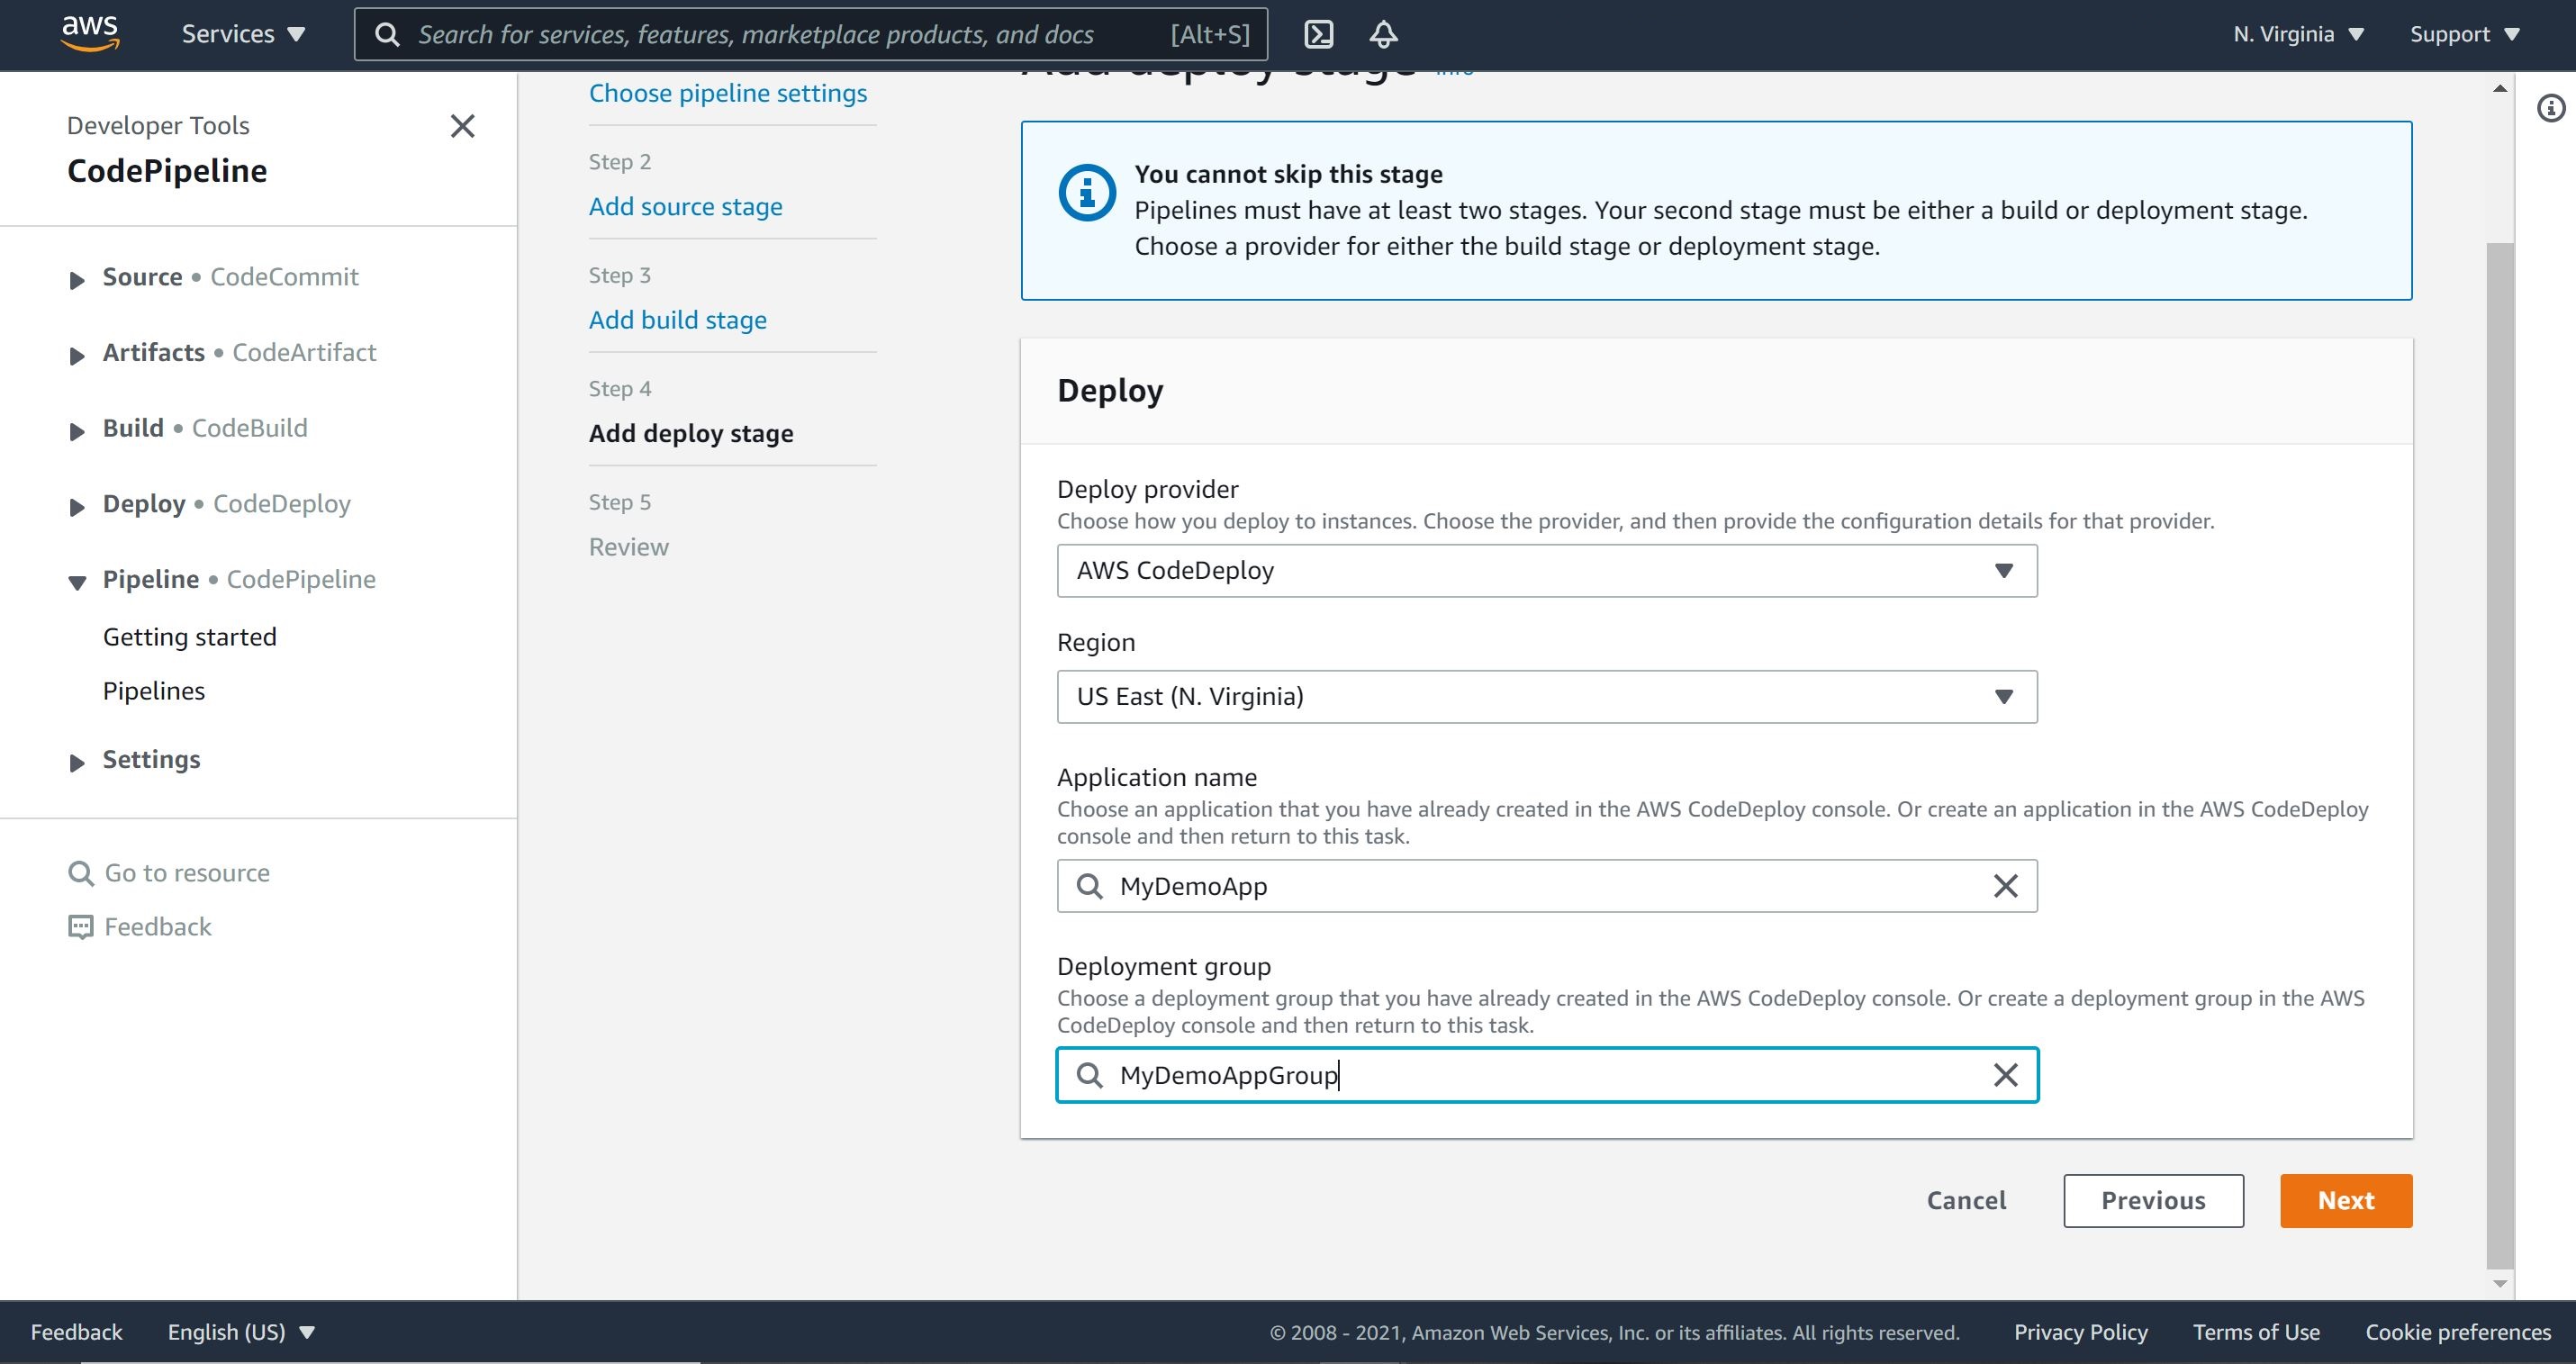 aws
Services
Search for services, features, marketplace products, and docs
[Alt+S]
N. Virginia
Support
Developer Tools
CodePipeline
Source • CodeCommit
Artifacts • CodeArtifact
Build • CodeBuild
Deploy • CodeDeploy
Pipeline • CodePipeline
Getting started
Pipelines
Settings
Go to resource
Feedback
Choose pipeline settings
Step 2
Add source stage
Step 3
Add build stage
Step 4
Add deploy stage
Step 5
Review
Add deploy stage Info
You cannot skip this stage
Pipelines must have at least two stages. Your second stage must be either a build or deployment stage.
Choose a provider for either the build stage or deployment stage.
Deploy
Deploy provider
Choose how you deploy to instances. Choose the provider, and then provide the configuration details for that provider.
AWS CodeDeploy
Region
US East (N. Virginia)
Application name
Choose an application that you have already created in the AWS CodeDeploy console. Or create an application in the AWS CodeDeploy
console and then return to this task.
MyDemoApp
Deployment group
Choose a deployment group that you have already created in the AWS CodeDeploy console. Or create a deployment group in the AWS
CodeDeploy console and then return to this task.
MyDemoAppGroup
Cancel
Previous
Next
Feedback
English (US)
© 2008 - 2021, Amazon Web Services, Inc. or its affiliates. All rights reserved.
Privacy Policy
Terms of Use
Cookie preferences